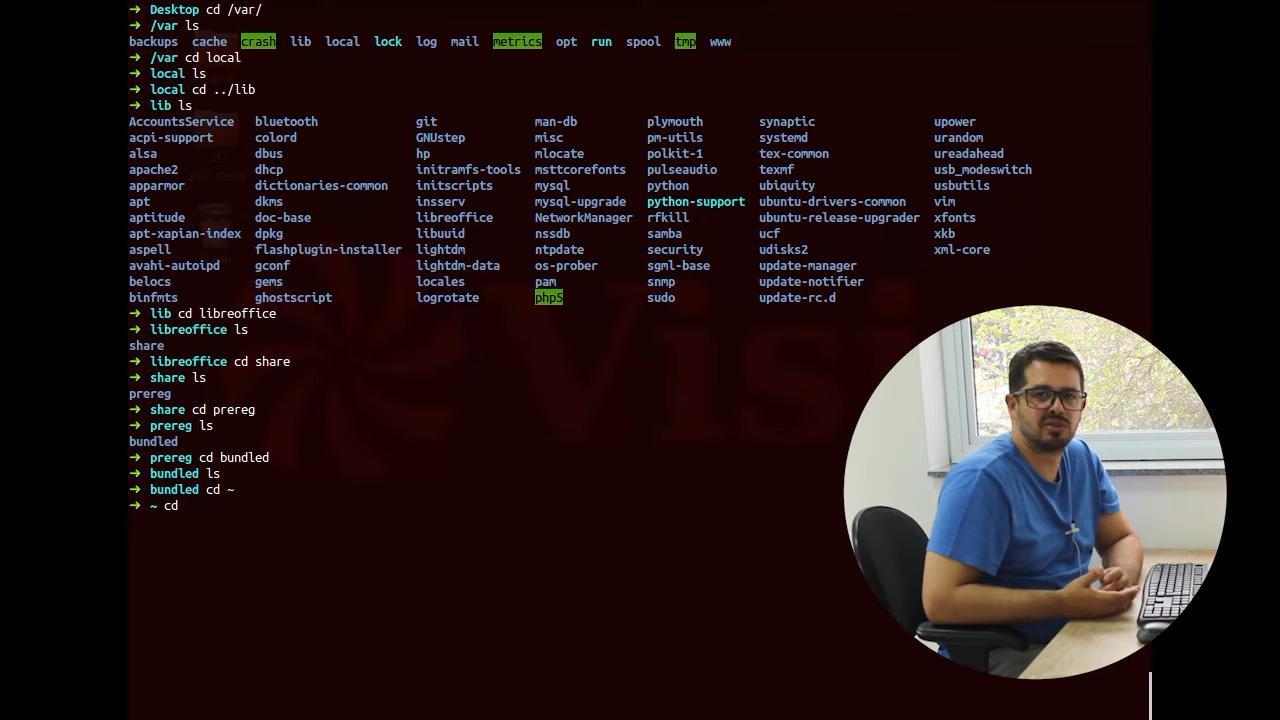 ➜ Desktop cd /var/
➜ /var ls
backups cache crash lib local lock log mail metrics opt run spool tmp www
➜ /var cd local
➜ local ls
➜ local cd ../lib
➜ lib ls
AccountsService bluetooth git man-db plymouth synaptic upower
acpi-support colord GNUstep misc pm-utils systemd urandom
alsa dbus hp mlocate polkit-1 tex-common ureadahead
apache2 dhcp initramfs-tools msttcorefonts pulseaudio texmf usb_modeswitch
apparmor dictionaries-common initscripts mysql python ubiquity usbutils
apt dkms insserv mysql-upgrade python-support ubuntu-drivers-common vim
aptitude doc-base libreoffice NetworkManager rfkill ubuntu-release-upgrader xfonts
apt-xapian-index dpkg libuuid nssdb samba ucf xkb
aspell flashplugin-installer lightdm ntpdate security udisks2 xml-core
avahi-autoipd gconf lightdm-data os-prober sgml-base update-manager
belocs gems locales pam snmp update-notifier
binfmts ghostscript logrotate php5 sudo update-rc.d
➜ lib cd libreoffice
➜ libreoffice ls
share
➜ libreoffice cd share
➜ share ls
prereg
➜ share cd prereg
➜ prereg ls
bundled
➜ prereg cd bundled
➜ bundled ls
➜ bundled cd ~
➜ ~ cd
Visi